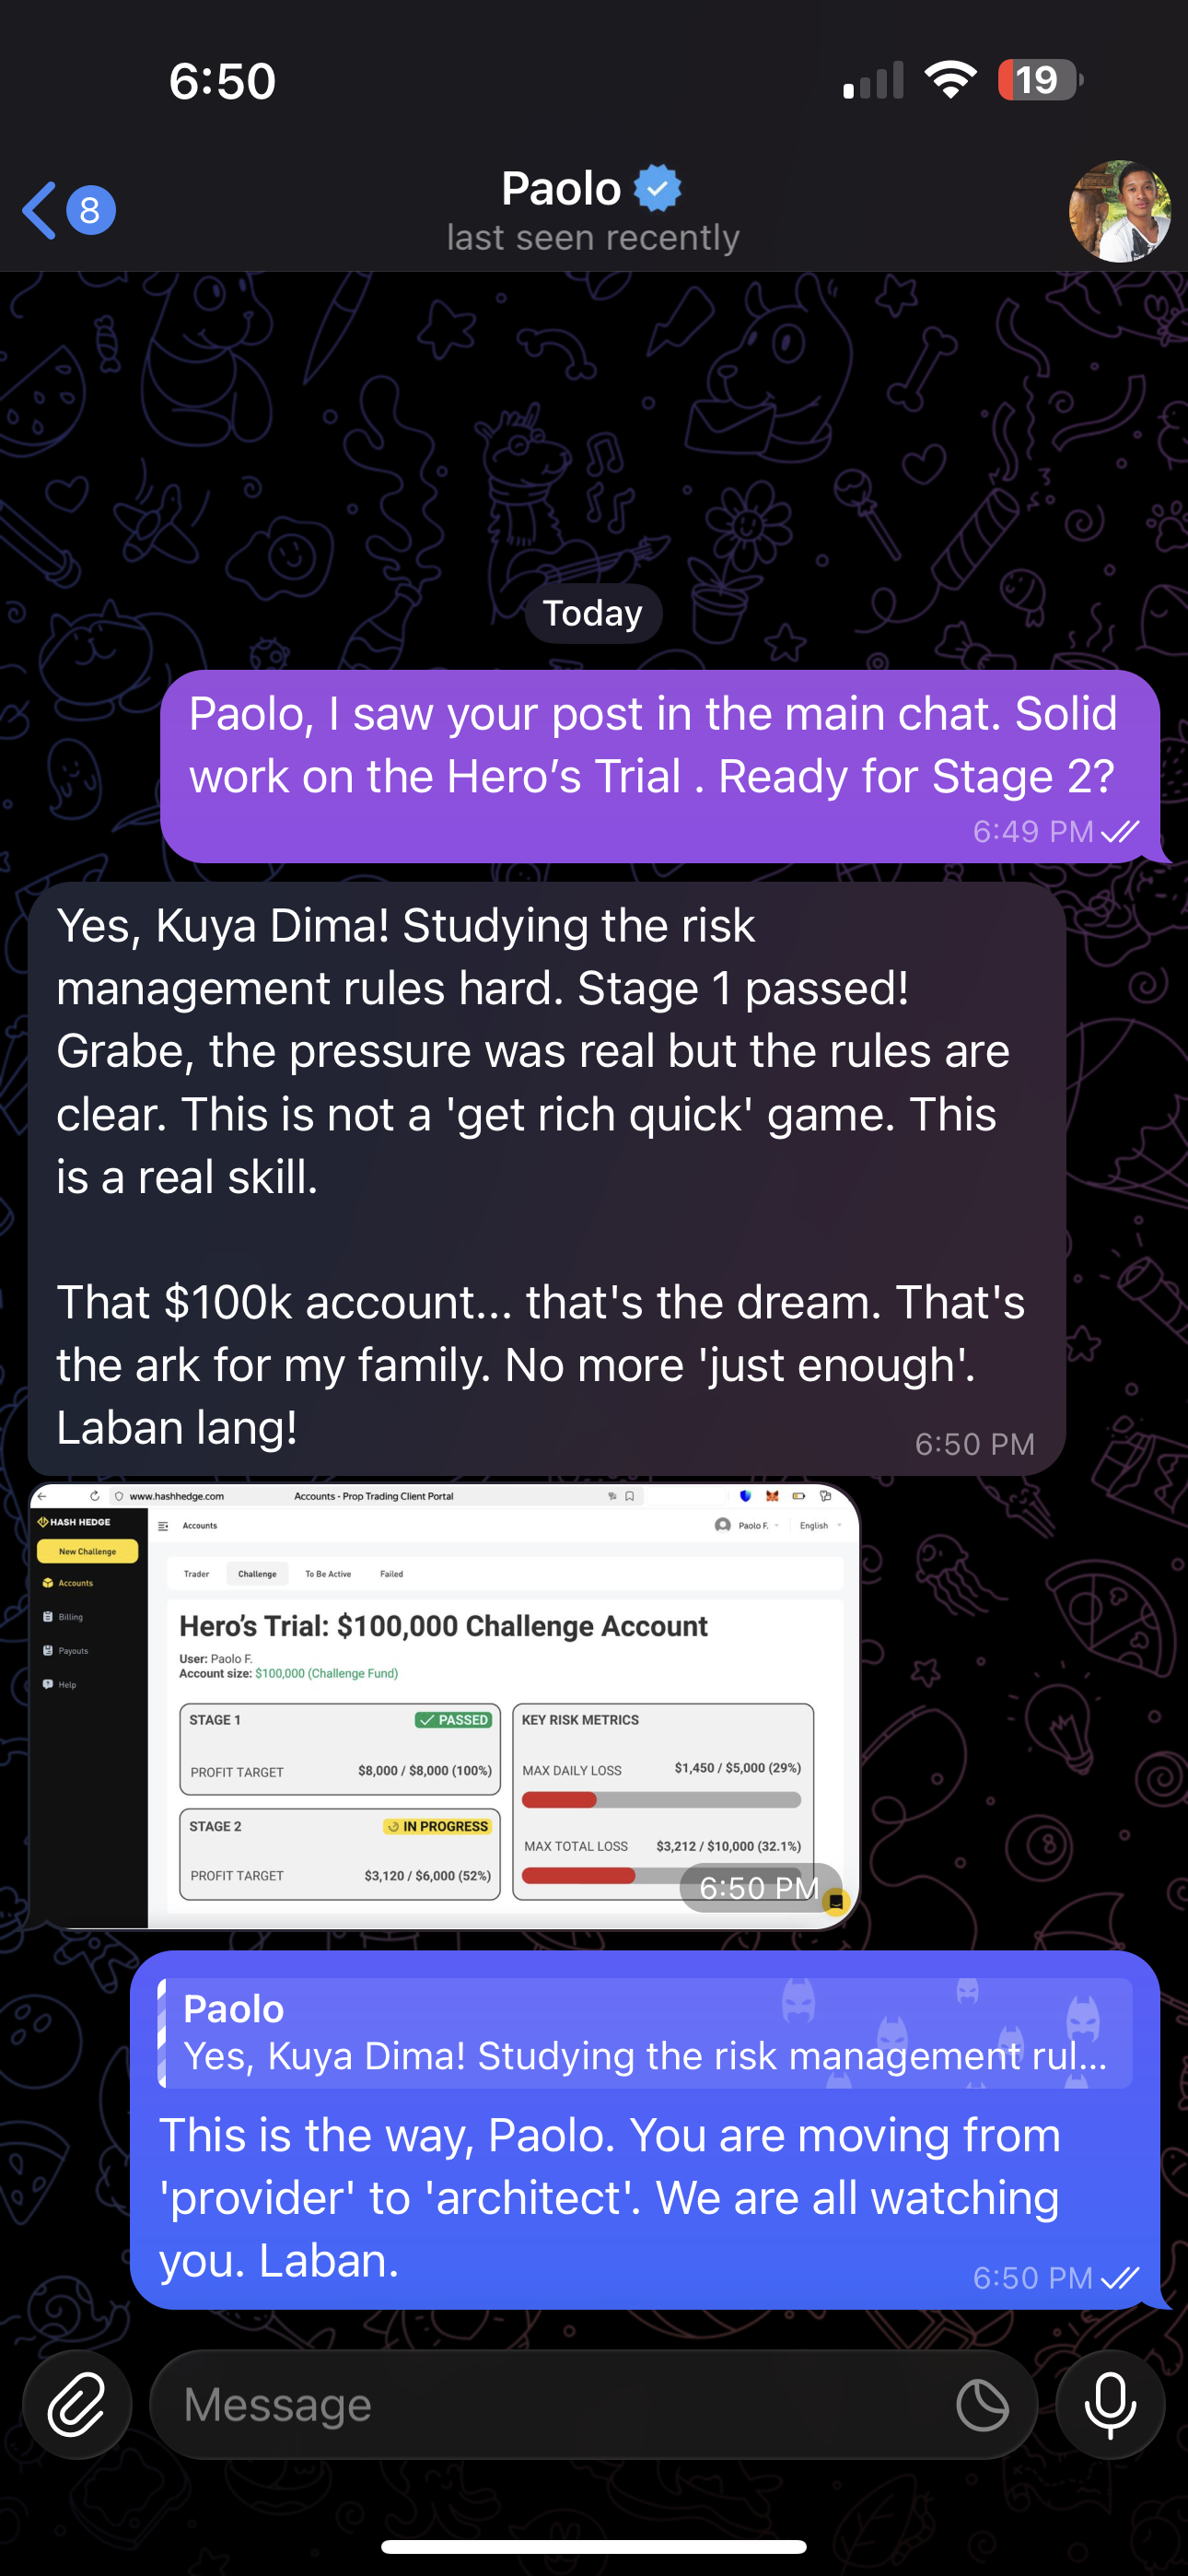 6:50
19
8
Paolo
last seen recently
Today
Paolo, I saw your post in the main chat. Solid
work on the Hero’s Trial . Ready for Stage 2?
6:49 PM
Yes, Kuya Dima! Studying the risk
management rules hard. Stage 1 passed!
Grabe, the pressure was real but the rules are
clear. This is not a 'get rich quick' game. This
is a real skill.
That $100k account... that's the dream. That's
the ark for my family. No more 'just enough'.
Laban lang!
6:50 PM
www.hashhedge.com
Accounts - Prop Trading Client Portal
HASH HEDGE
Accounts
Paolo F.
English
New Challenge
Accounts
Billing
Payouts
Help
Trader
Challenge
To Be Active
Failed
Hero’s Trial: $100,000 Challenge Account
User: Paolo F.
Account size: $100,000 (Challenge Fund)
STAGE 1
PASSED
PROFIT TARGET
$8,000 / $8,000 (100%)
STAGE 2
IN PROGRESS
PROFIT TARGET
$3,120 / $6,000 (52%)
KEY RISK METRICS
MAX DAILY LOSS
$1,450 / $5,000 (29%)
MAX TOTAL LOSS
$3,212 / $10,000 (32.1%)
6:50 PM
Paolo
Yes, Kuya Dima! Studying the risk management rul...
This is the way, Paolo. You are moving from
'provider' to 'architect'. We are all watching
you. Laban.
6:50 PM
Message